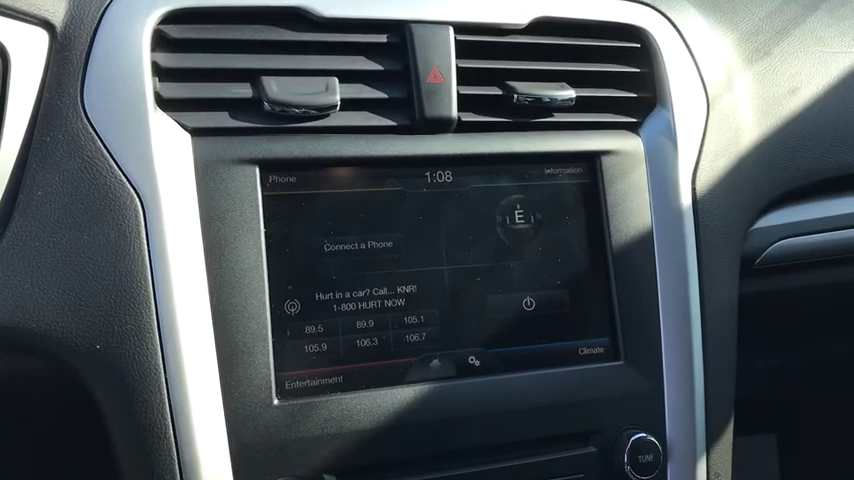 Phone 1:08 Information
E
Connect a Phone
Hurt in a car? Call... KNR!
1-800 HURT NOW
89.5 89.9 105.1
105.9 106.3 106.7
Entertainment Climate
TUNE